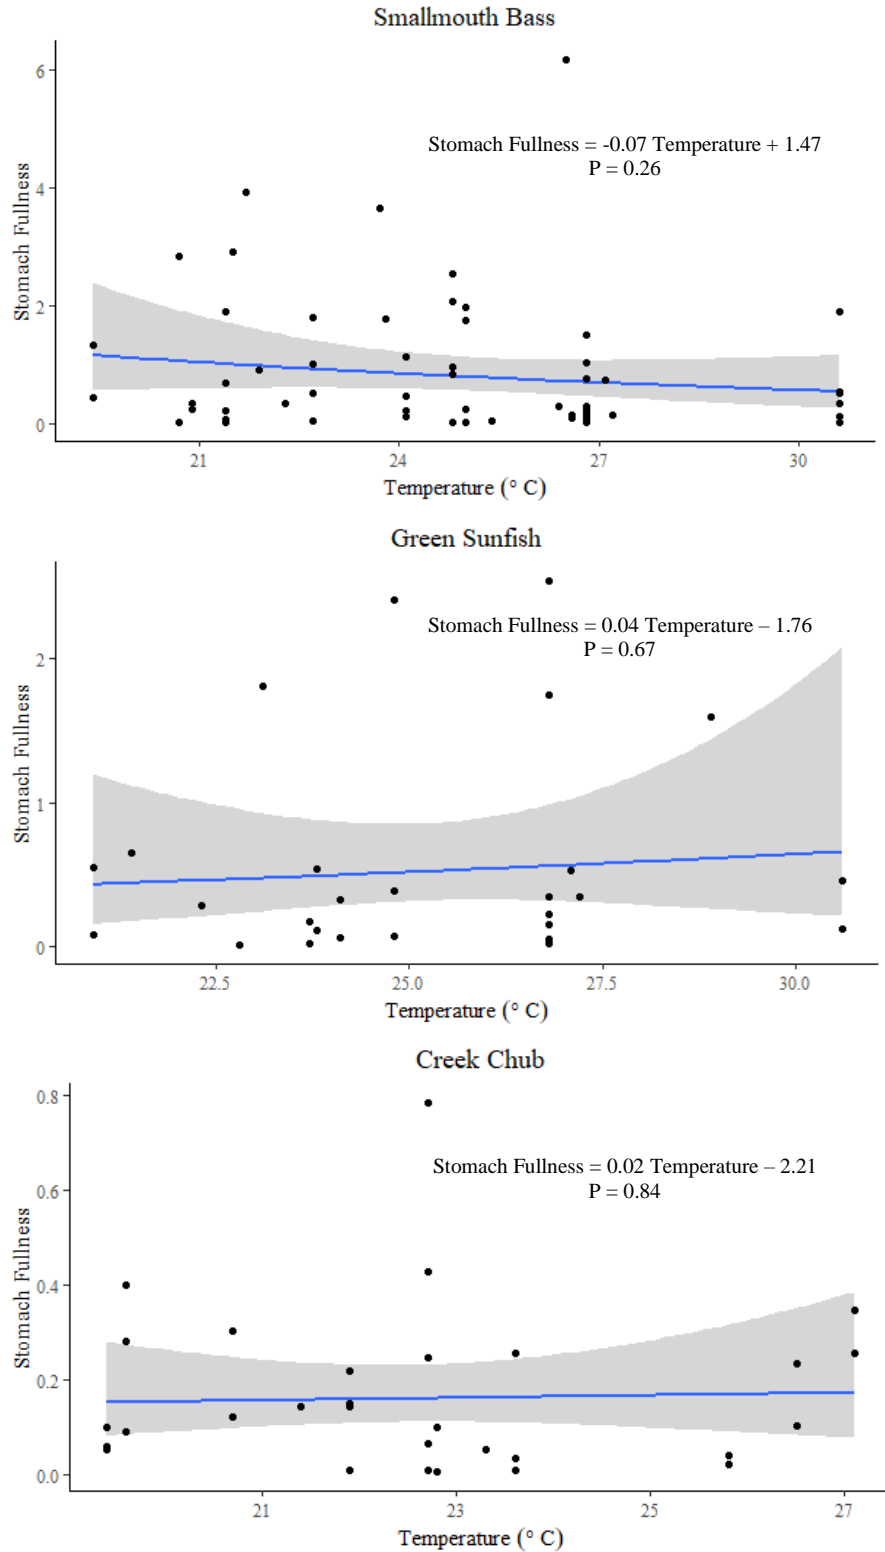 Smallmouth Bass
6
4
2
0
Stomach Fullness
Stomach Fullness = -0.07 Temperature + 1.47
P = 0.26
21
24
27
30
Temperature (° C)
Green Sunfish
2
1
0
Stomach Fullness
Stomach Fullness = 0.04 Temperature – 1.76
P = 0.67
22.5
25.0
27.5
30.0
Temperature (° C)
Creek Chub
0.8
0.6
0.4
0.2
0.0
Stomach Fullness
Stomach Fullness = 0.02 Temperature – 2.21
P = 0.84
21
23
25
27
Temperature (° C)